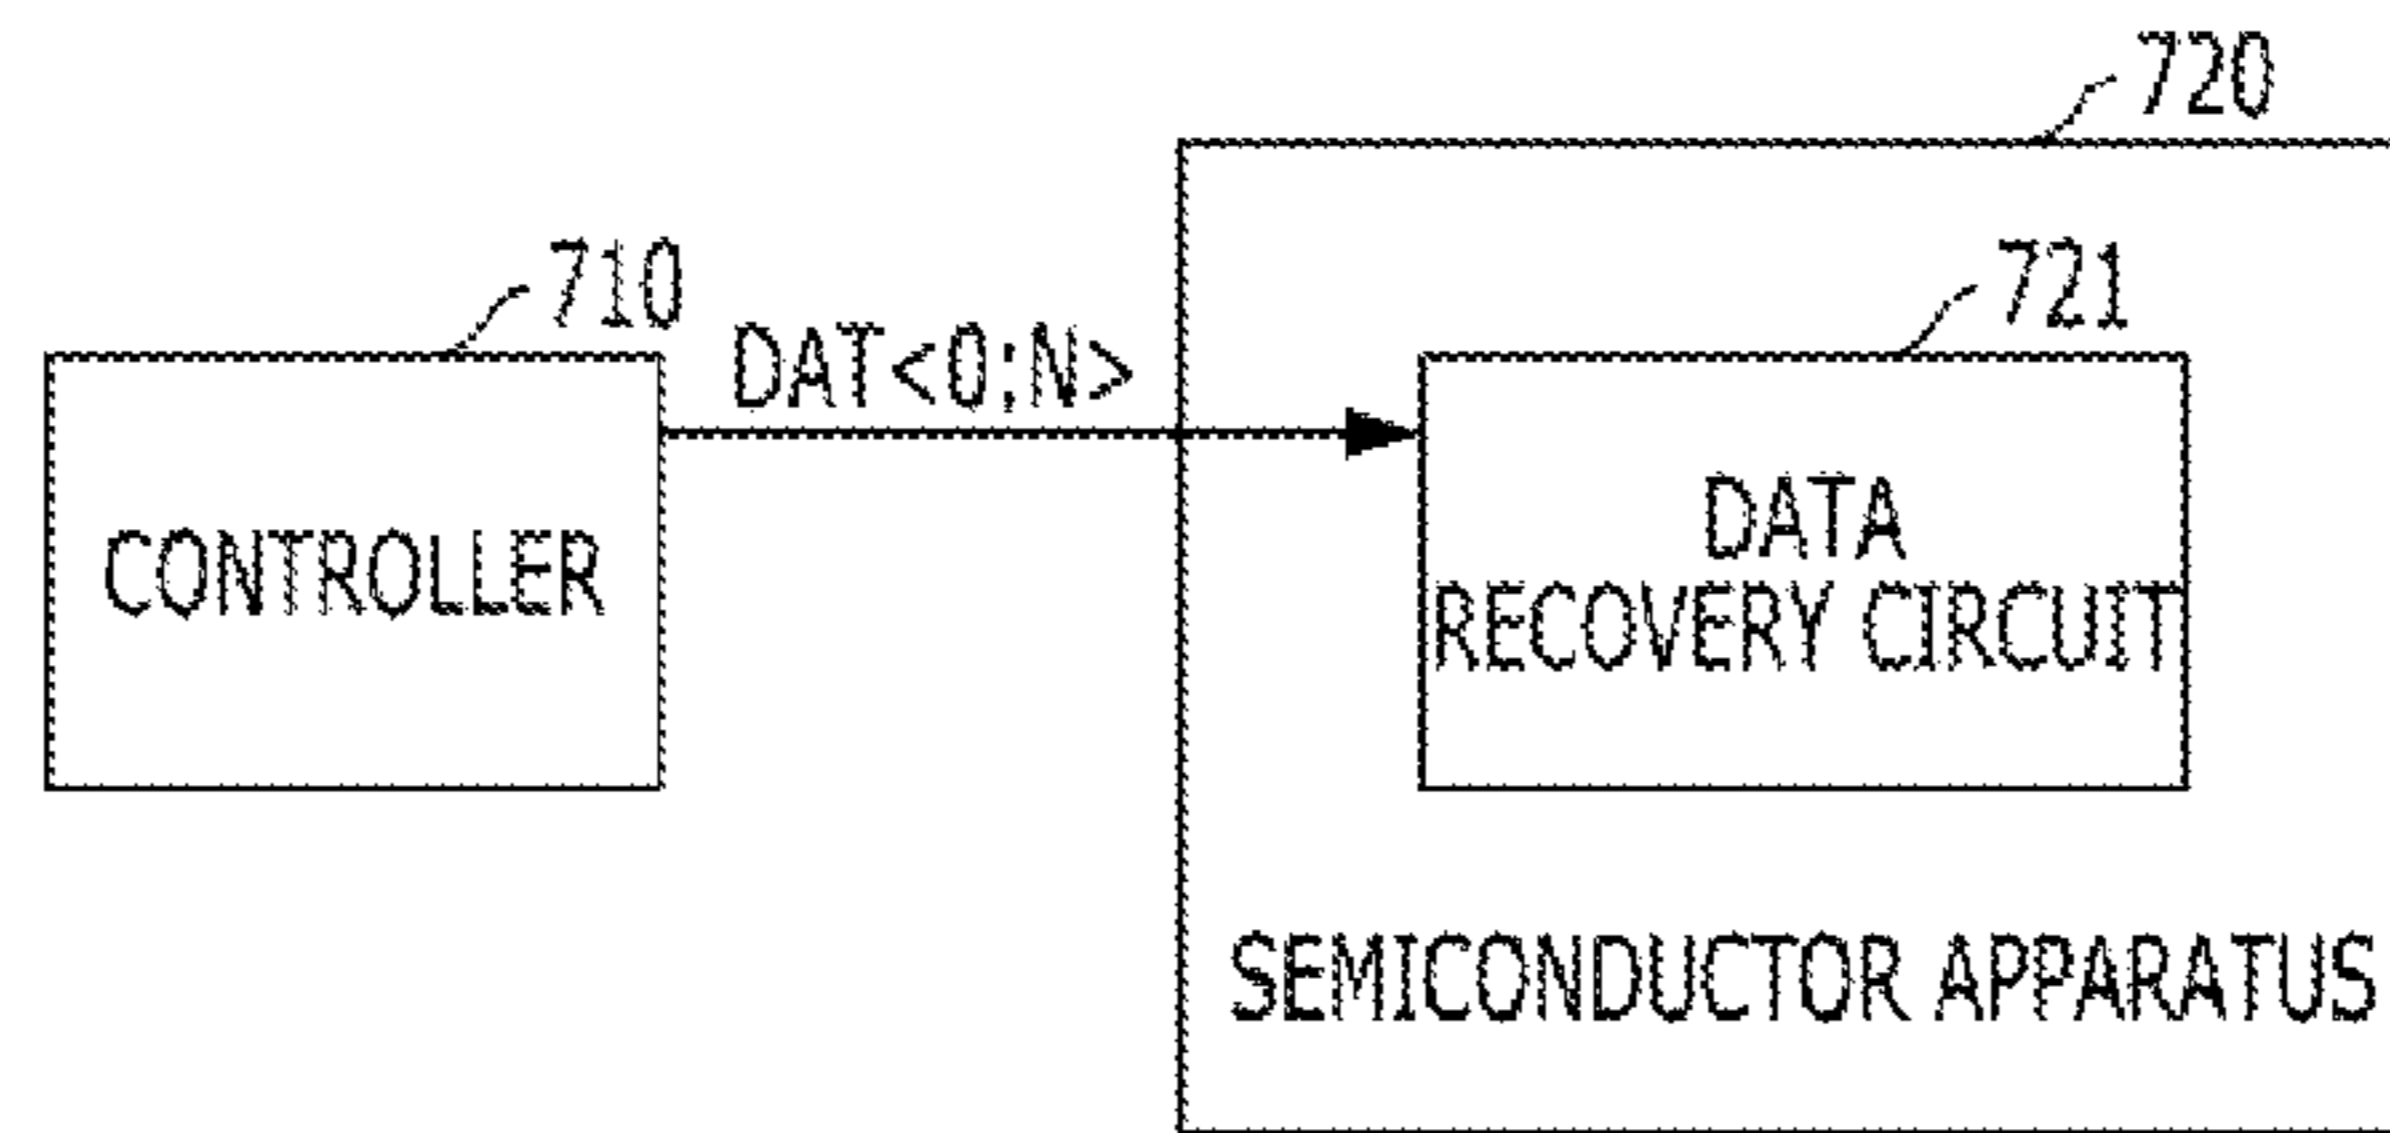 720
710
721
DAT<0:N>
CONTROLLER
DATA
RECOVERY CIRCUIT
SEMICONDUCTOR APPARATUS